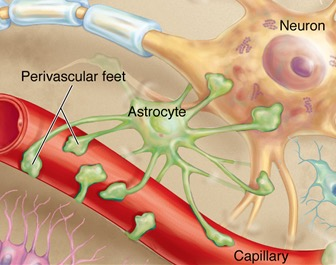 Neuron
Perivascular feet
Astrocyte
Capillary